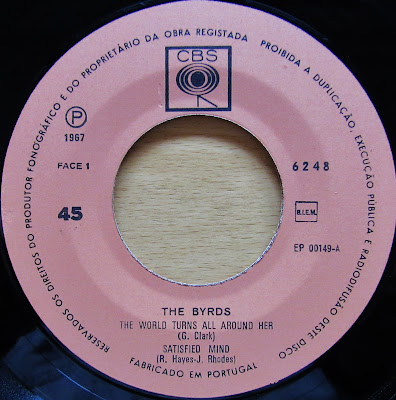 RESERVADOS OS DIREITOS DO PRODUTOR FONOGRÁFICO E DO PROPRIETÁRIO DA OBRA REGISTADA PROIBIDA A DUPLICAÇÃO, EXECUÇÃO PÚBLICA E RADIODIFUSÃO DESTE DISCO
CBS
P
1967
FACE 1
6248
45
B.I.E.M.
EP 00149-A
THE BYRDS
THE WORLD TURNS ALL AROUND HER
(G. Clark)
SATISFIED MIND
(R. Hayes-J. Rhodes)
FABRICADO EM PORTUGAL